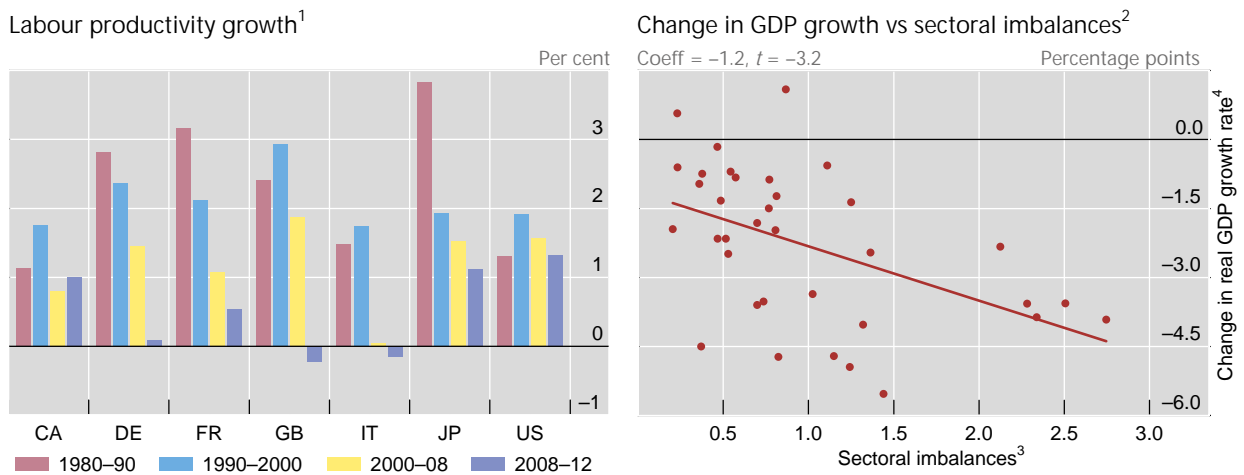 Labour productivity growth1
Per cent
3
2
1
0
–1
CA DE FR GB IT JP US
1980–90 1990–2000 2000–08 2008–12
Change in GDP growth vs sectoral imbalances2
Coeff = –1.2, t = –3.2 Percentage points
0.0
–1.5
–3.0
–4.5
–6.0
Change in real GDP growth rate4
0.5 1.0 1.5 2.0 2.5 3.0
Sectoral imbalances3